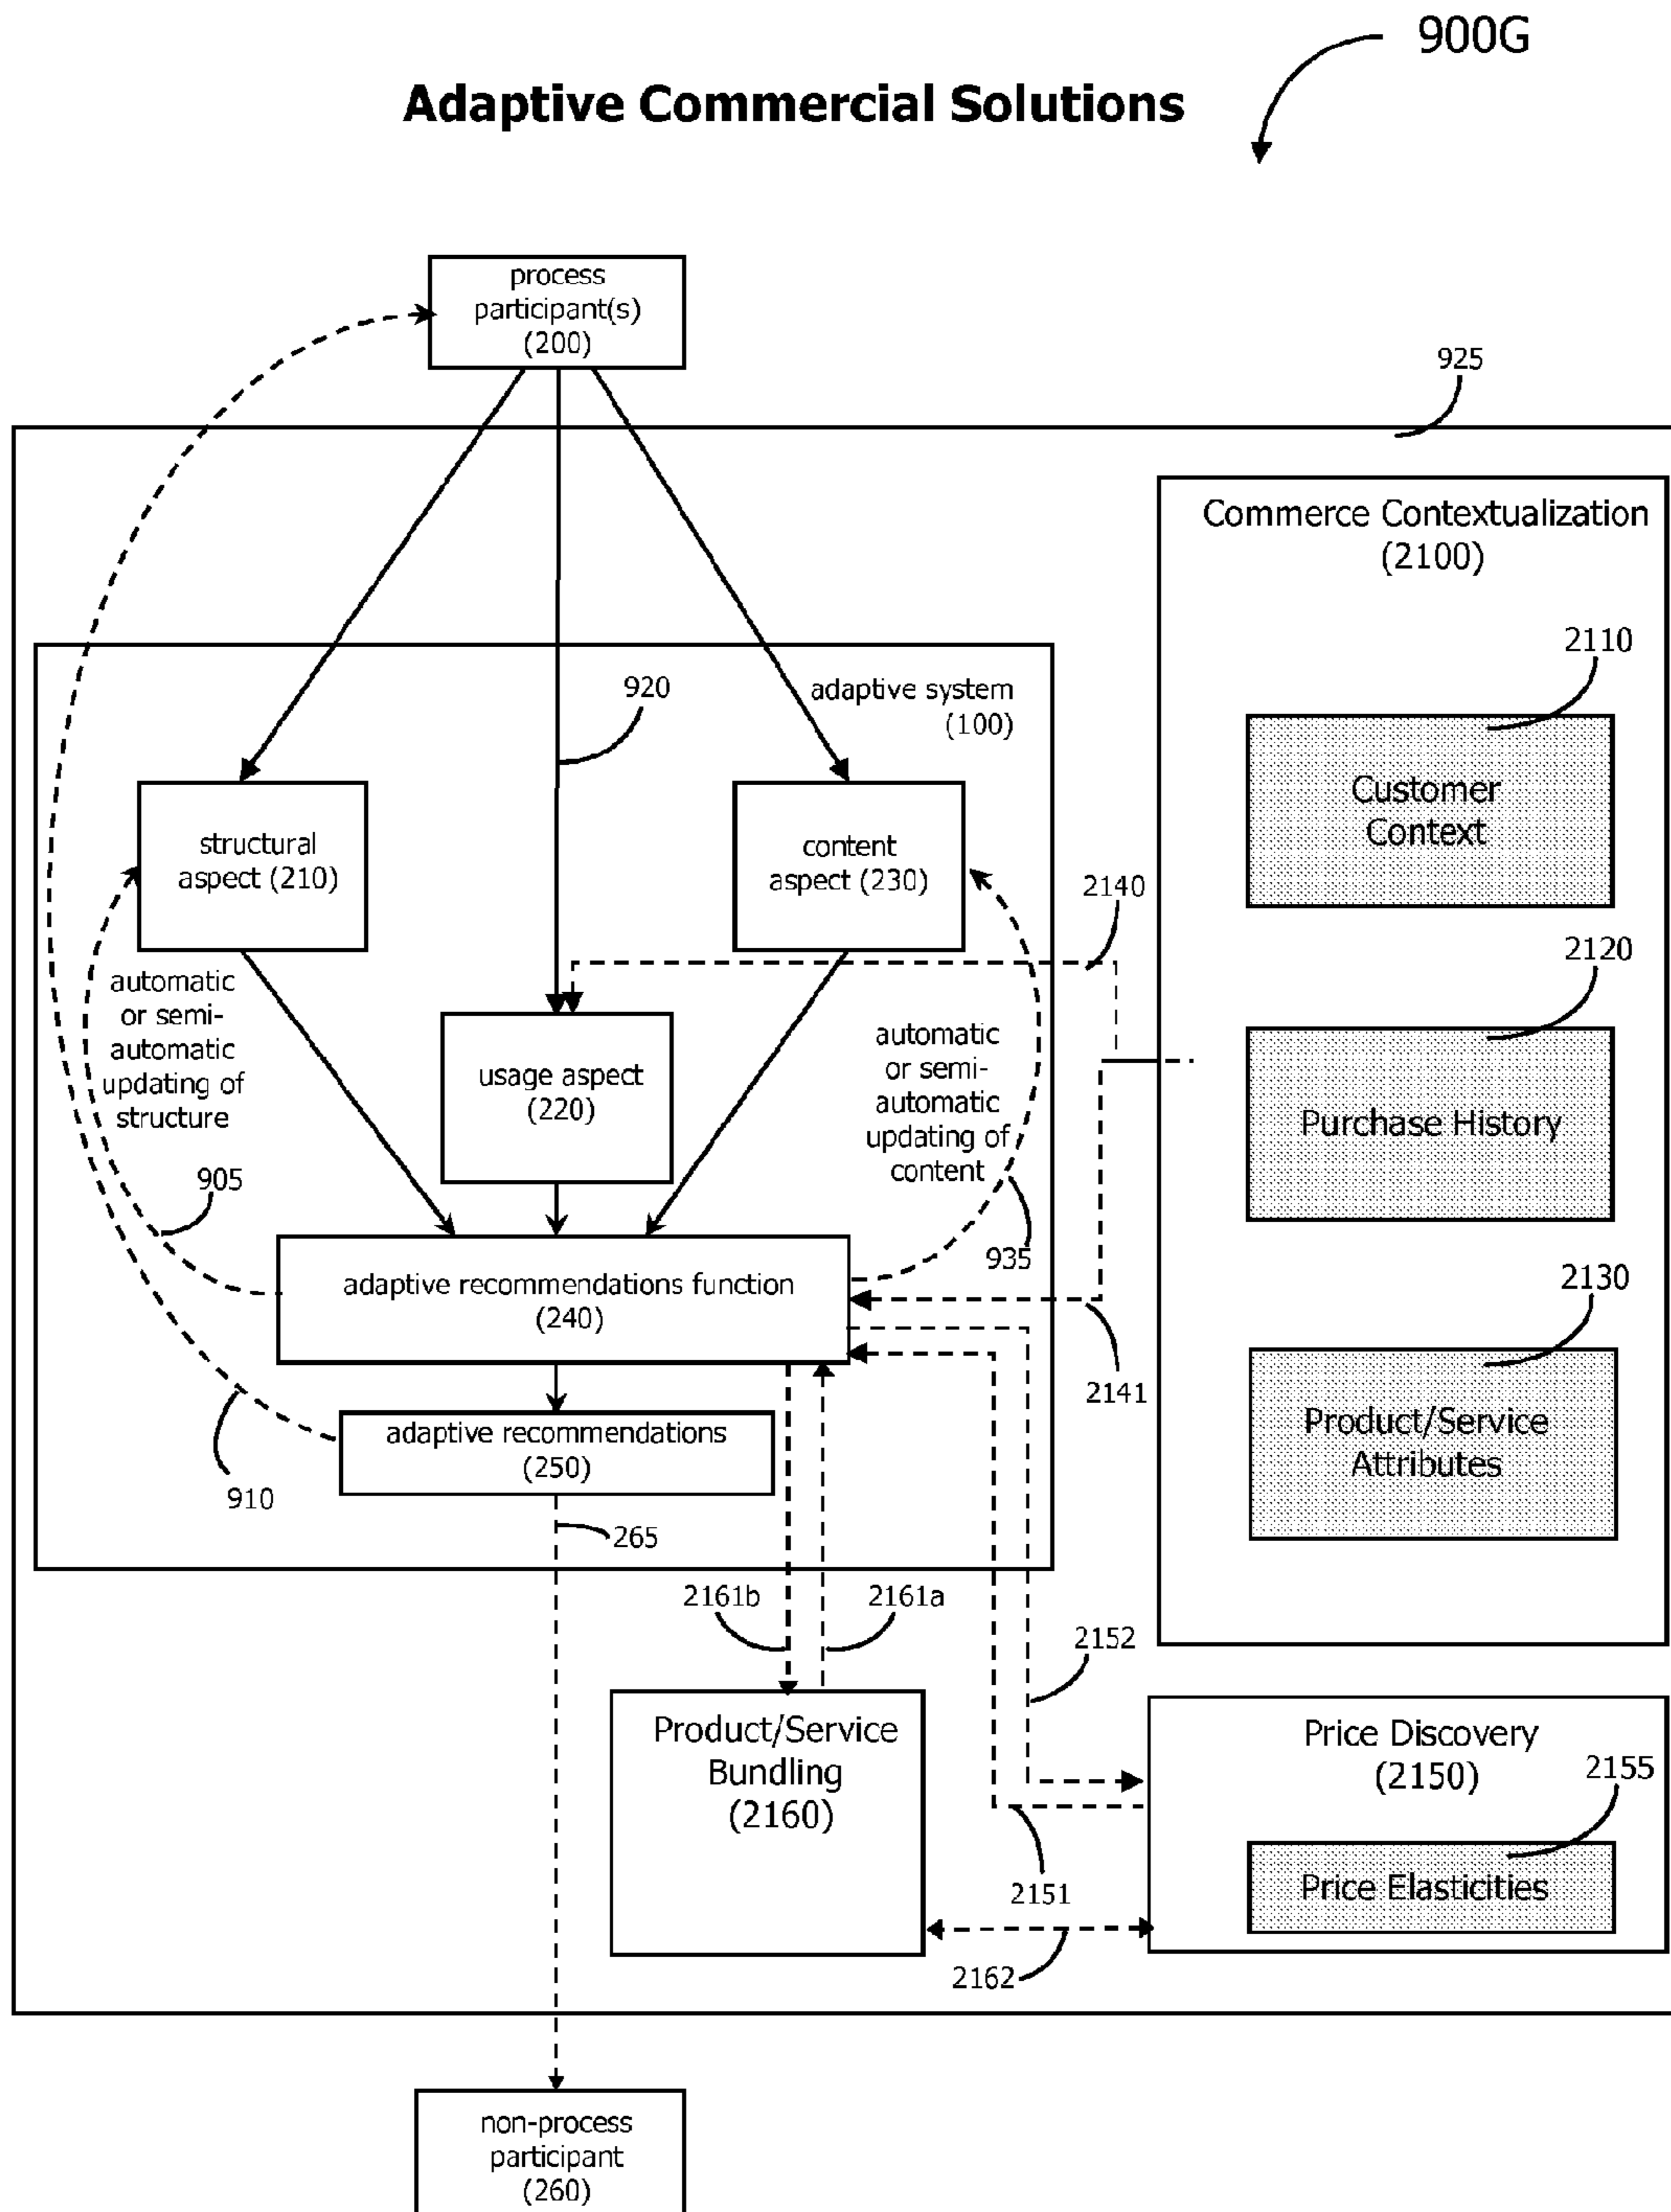 900G
Adaptive Commercial Solutions
process
participant(s)
(200)
925
Commerce Contextualization
(2100)
2110
920
adaptive system
(100)
Customer
Context
structural
aspect (210)
content
aspect (230)
2140
2120
automatic
or semi-
automatic
updating of
structure
usage aspect
(220)
automatic
or semi-
automatic
updating of
content
Purchase History
905
935
2130
adaptive recommendations function
(240)
2141
Product/Service
Attributes
adaptive recommendations
(250)
910
265
2161b
2161a
2152
Product/Service
Bundling
(2160)
Price Discovery
(2150)
2155
2151
Price Elasticities
2162
non-process
participant
(260)